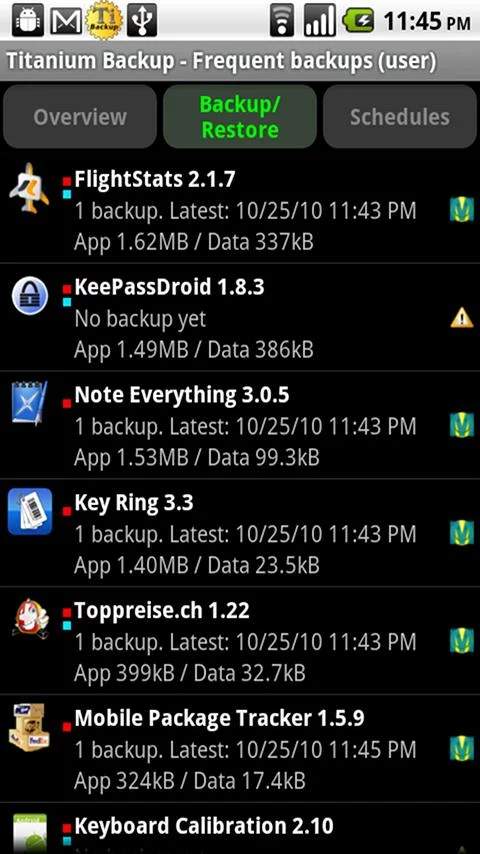 Ti
Backup
11:45 PM
Titanium Backup - Frequent backups (user)
Overview
Backup/
Restore
Schedules
FlightStats 2.1.7
1 backup. Latest: 10/25/10 11:43 PM
App 1.62MB / Data 337kB
KeePassDroid 1.8.3
No backup yet
App 1.49MB / Data 386kB
Note Everything 3.0.5
1 backup. Latest: 10/25/10 11:43 PM
App 1.53MB / Data 99.3kB
Key Ring 3.3
1 backup. Latest: 10/25/10 11:43 PM
App 1.40MB / Data 23.5kB
Toppreise.ch 1.22
1 backup. Latest: 10/25/10 11:43 PM
App 399kB / Data 32.7kB
Mobile Package Tracker 1.5.9
FedEx
1 backup. Latest: 10/25/10 11:45 PM
App 324kB / Data 17.4kB
Keyboard Calibration 2.10